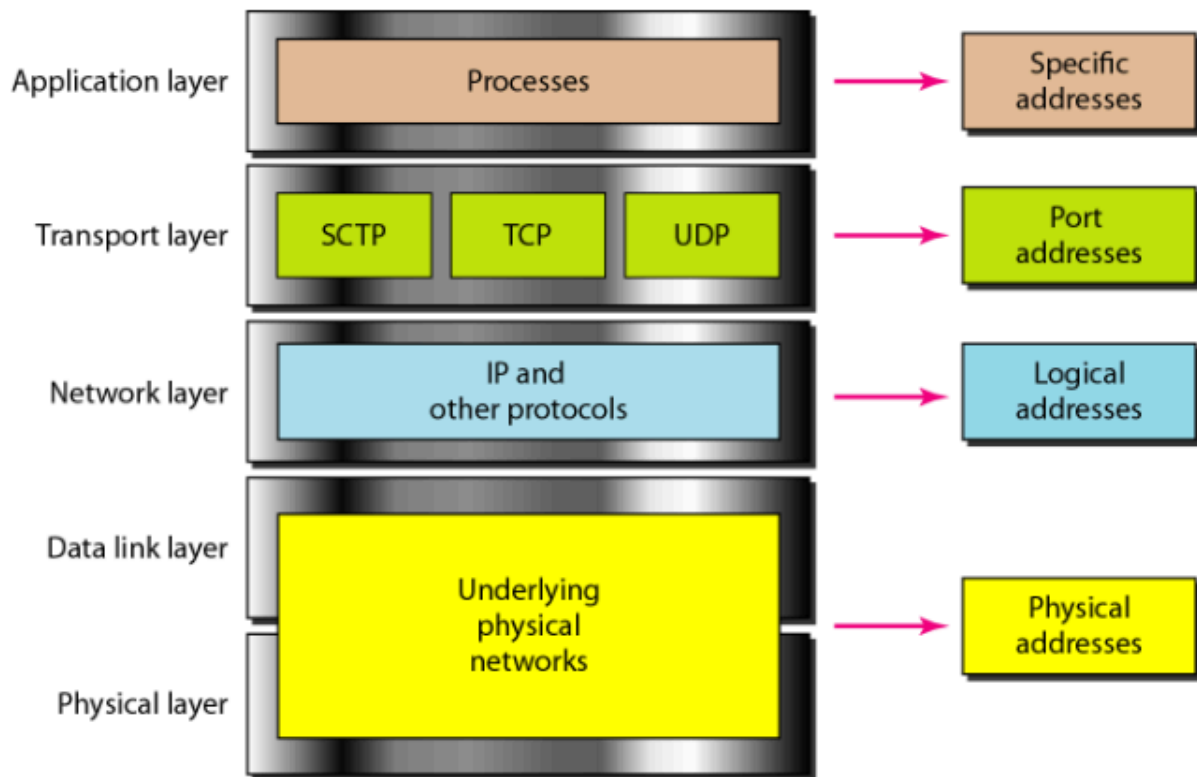 Application layer
Processes
Specific
addresses
Transport layer
SCTP
TCP
UDP
Port
addresses
Network layer
IP and
other protocols
Logical
addresses
Data link layer
Underlying
physical
networks
Physical
addresses
Physical layer